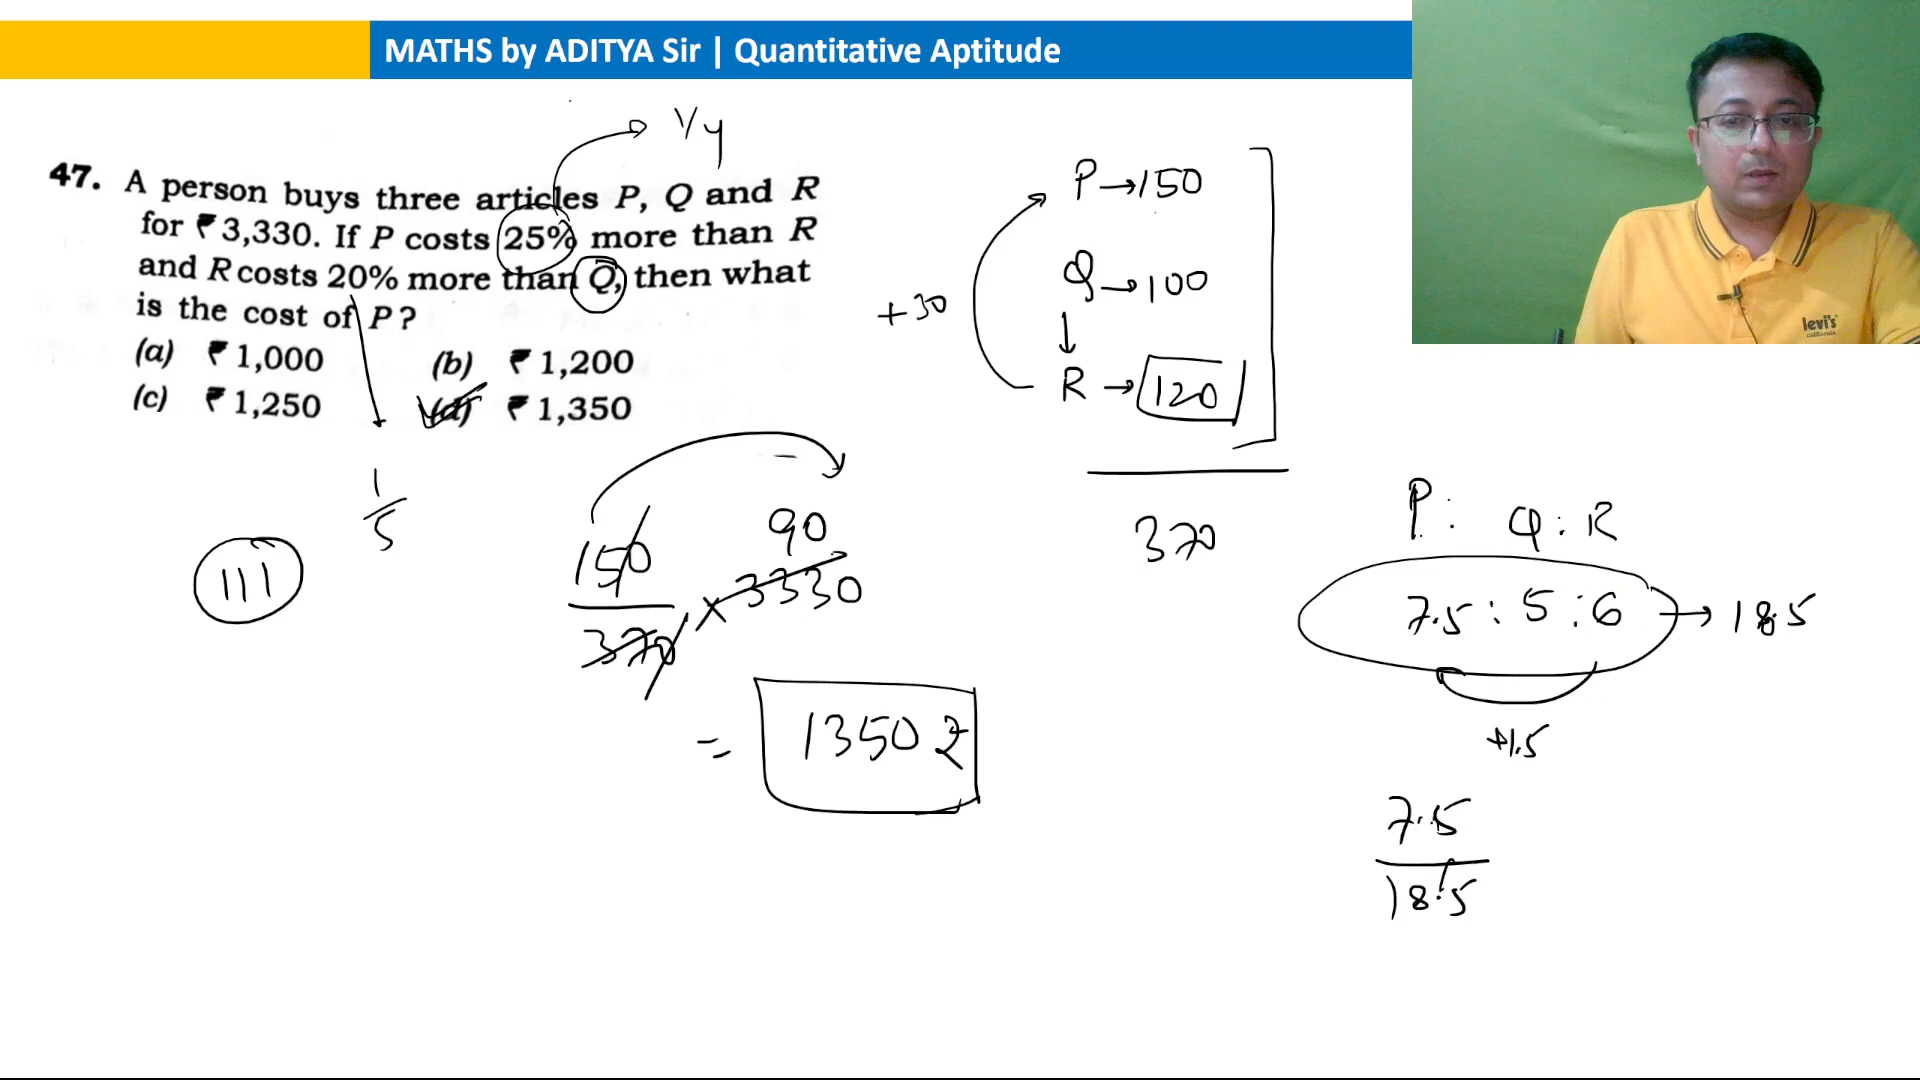 MATHS by ADITYA Sir | Quantitative Aptitude
1/4
47. A person buys three articles P, Q and R
for ₹ 3,330. If P costs 25% more than R
and R costs 20% more than Q, then what
is the cost of P?
(a) ₹ 1,000 (b) ₹ 1,200
(c) ₹ 1,250 (d) ₹ 1,350
P→150
Q→100
+30
↓
R→120
370
1/5
111
150/370 × 3330
90
= 1350 ₹
P : Q : R
7.5 : 5 : 6 → 18.5
+1.5
7.5/18.5
levi's
california